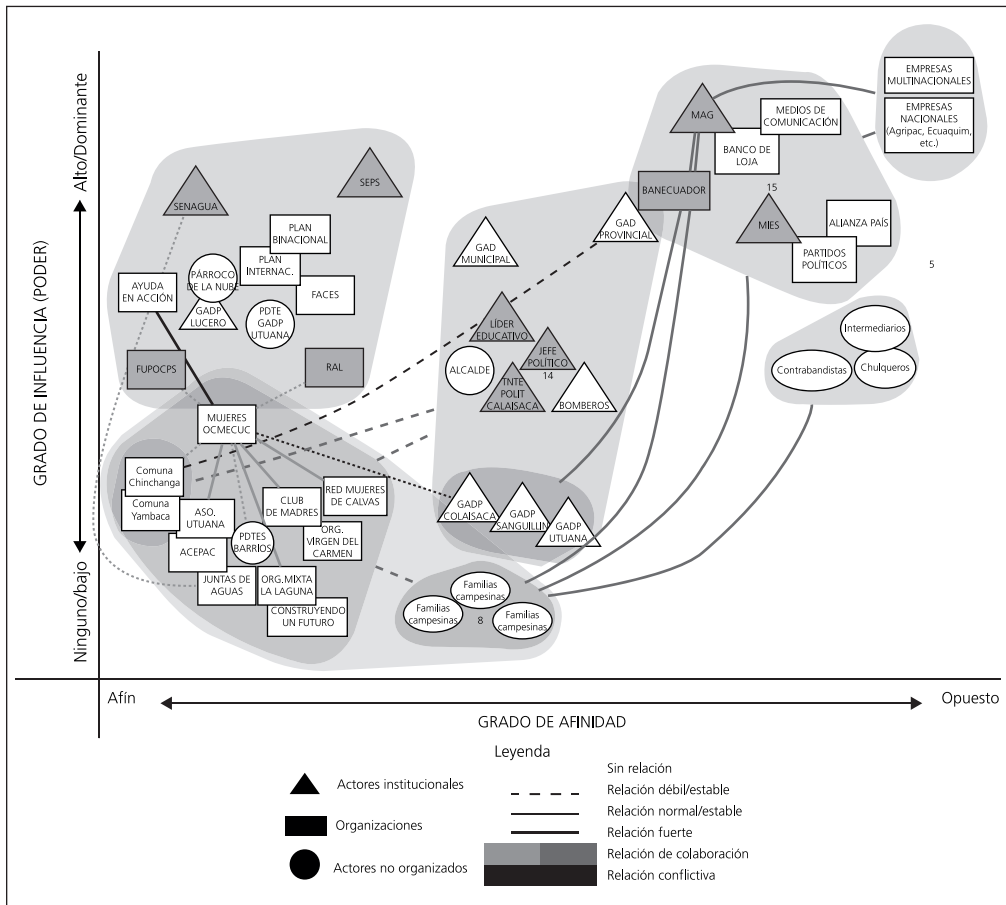 GRADO DE INFLUENCIA (PODER)
Alto/Dominante
Ninguno/bajo
SENAGUA
SEPS
PLAN
BINACIONAL
PLAN
INTERNAC.
PÁRROCO
DE LA NUBE
AYUDA
EN ACCIÓN
GADP
LUCERO
PDTE
GADP
UTUANA
FACES
FUPOCPS
RAL
MUJERES
OCMECUC
Comuna
Chinchanga
Comuna
Yambaca
ASO.
UTUANA
ACEPAC
JUNTAS DE
AGUAS
PDTES
BARRIOS
CLUB
DE MADRES
RED MUJERES
DE CALVAS
ORG.
VÍRGEN DEL
CARMEN
ORG.MIXTA
LA LAGUNA
CONSTRUYENDO
UN FUTURO
GAD
MUNICÍPAL
GAD
PROVINCIAL
LÍDER
EDUCATIVO
JEFE
POLÍTICO
14
ALCALDE
TNTE
POLIT
CALAISACA
BOMBEROS
GADP
COLAISACA
GADP
SANGUILUN
GADP
UTUANA
Familias
campesinas
Familias
campesinas
8
Familias
campesinas
MAG
MEDIOS DE
COMUNICACIÓN
BANCO DE
LOJA
BANECUADOR
15
MIES
ALIANZA PAÍS
PARTIDOS
POLÍTICOS
5
EMPRESAS
MULTINACIONALES
EMPRESAS
NACIONALES
(Agripac, Ecuaquim,
etc.)
Intermediarios
Contrabandistas
Chulqueros
Afín
Opuesto
GRADO DE AFINIDAD
Leyenda
Actores institucionales
Organizaciones
Actores no organizados
Sin relación
Relación débil/estable
Relación normal/estable
Relación fuerte
Relación de colaboración
Relación conflictiva